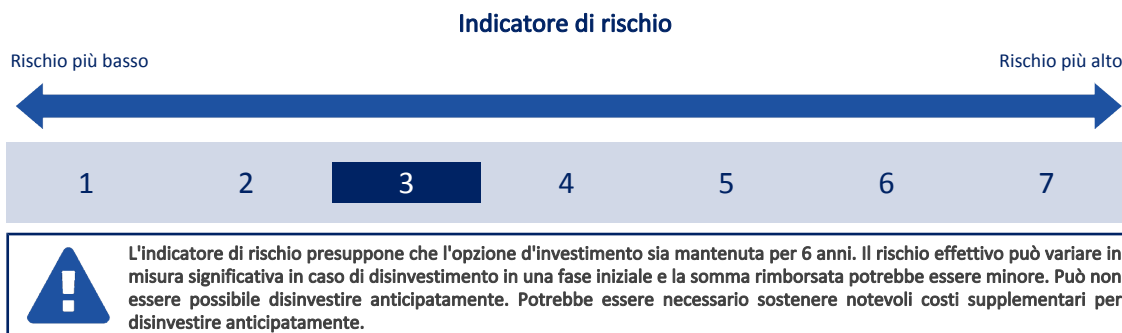 Indicatore di rischio
Rischio più basso
Rischio più alto
1 2 3 4 5 6 7
L'indicatore di rischio presuppone che l'opzione d'investimento sia mantenuta per 6 anni. Il rischio effettivo può variare in
misura significativa in caso di disinvestimento in una fase iniziale e la somma rimborsata potrebbe essere minore. Può non
essere possibile disinvestire anticipatamente. Potrebbe essere necessario sostenere notevoli costi supplementari per
disinvestire anticipatamente.